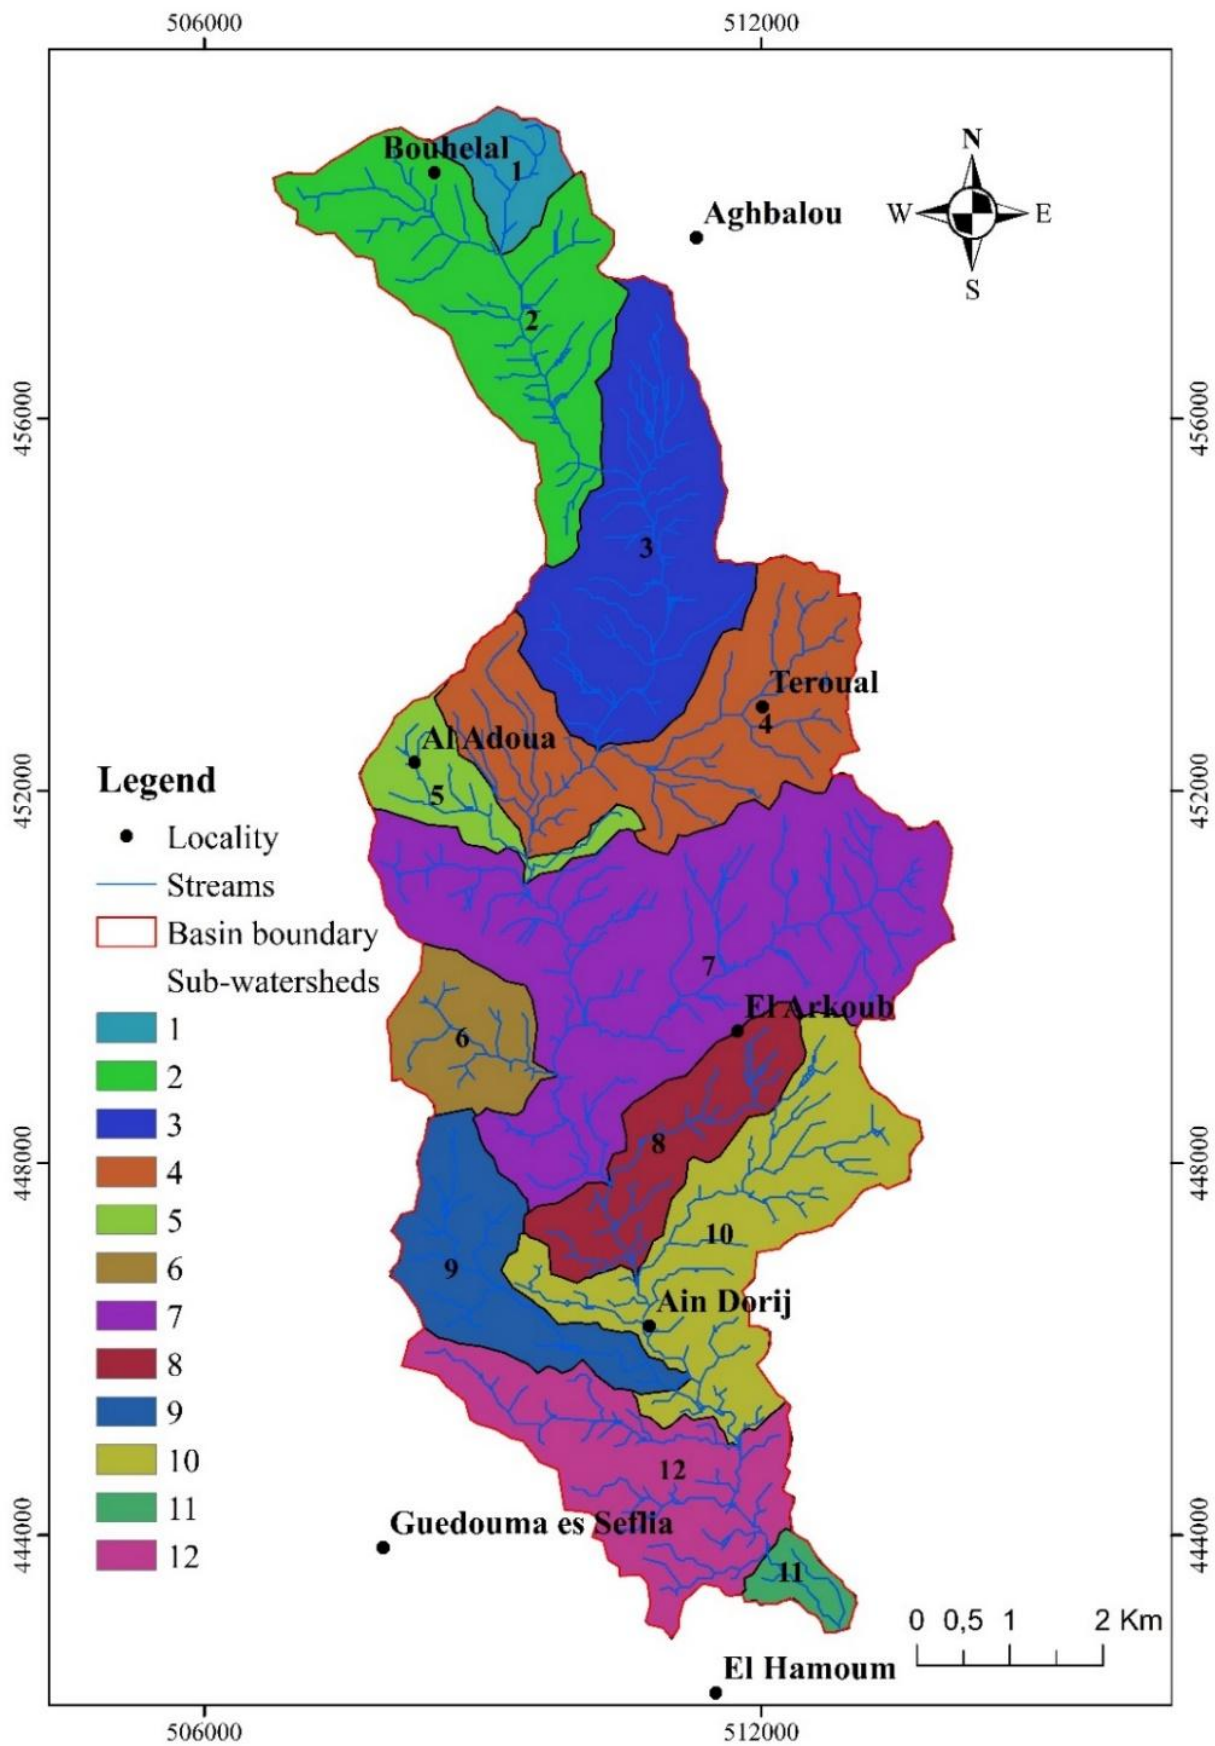 506000 512000
N
W E
S
Bouhelal
1
Aghbalou
2
456000 456000
3
Teroual
4
Al Adoua
5
452000 452000
Legend
Locality
Streams
Basin boundary
Sub-watersheds
1
2
3
4
5
6
7
8
9
10
11
12
7
El Arkoub
6
8
448000 448000
10
9
Ain Dorij
12
Guedouma es Seflia
444000 444000
11
0 0,5 1 2 Km
El Hamoum
506000 512000